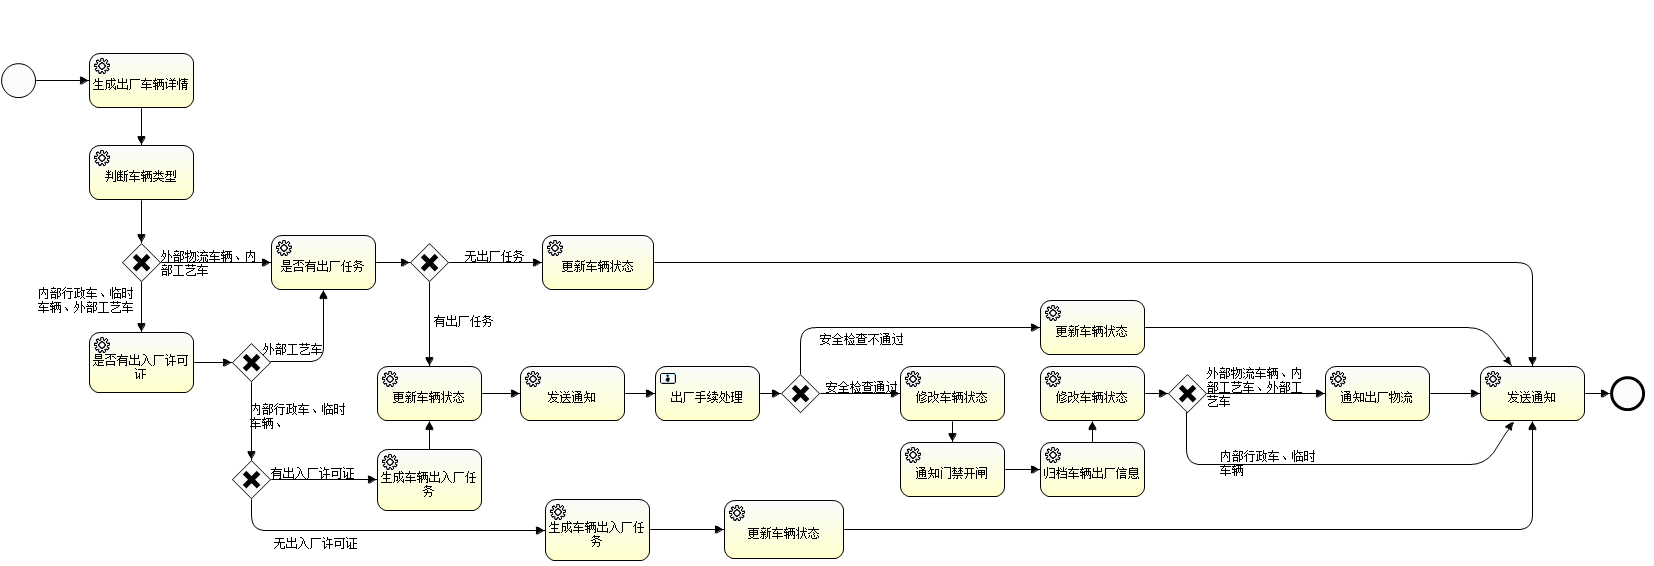 生成出厂车辆详情
判断车辆类型
外部物流车辆、内
部工艺车
是否有出厂任务
无出厂任务
更新车辆状态
内部行政车、临时
车辆、外部工艺车
有出厂任务
是否有出入厂许可
证
外部工艺车
更新车辆状态
发送通知
出厂手续处理
安全检查不通过
更新车辆状态
安全检查通过
修改车辆状态
修改车辆状态
外部物流车辆、内
部工艺车、外部工
艺车
通知出厂物流
发送通知
内部行政车、临时
车辆、
通知门禁开闸
归档车辆出厂信息
内部行政车、临时
车辆
有出入厂许可证
生成车辆出入厂任
务
无出入厂许可证
生成车辆出入厂任
务
更新车辆状态